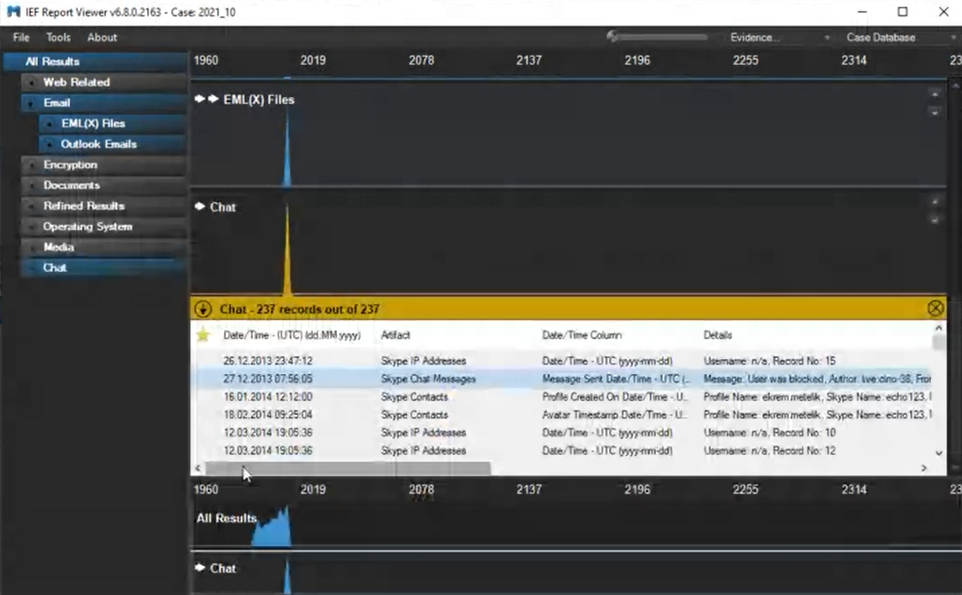 IEF Report Viewer v6.8.0.2163 - Case: 2021_10
File Tools About Evidence... Case Database
All Results
Web Related
Email
EML(X) Files
Outlook Emails
Encryption
Documents
Refined Results
Operating System
Media
Chat
1960 2019 2078 2137 2196 2255 2314 23
EML(X) Files
Chat
Chat - 237 records out of 237
Date/Time - (UTC) (dd.MM.yyyy) Artifact Date/Time Column Details
26.12.2013 23:47:12 Skype IP Addresses Date/Time - UTC (yyyy-mm-dd) Username: n/a, Record No: 15
27.12.2013 07:56:05 Skype Chat Messages Message Sent Date/Time - UTC (.. Message: User was blocked, Author: live:dino-38, Fror
16.01.2014 12:12:00 Skype Contacts Profile Created On Date/Time - U... Profile Name: ekrem.metelik, Skype Name: echo123,
18.02.2014 09:25:04 Skype Contacts Avatar Timestamp Date/Time - U... Profile Name: ekrem.metelik, Skype Name: echo123,
12.03.2014 19:05:36 Skype IP Addresses Date/Time - UTC (yyyy-mm-dd) Username: n/a, Record No: 10
12.03.2014 19:05:36 Skype IP Addresses Date/Time - UTC (yyyy-mm-dd) Username: n/a, Record No: 12
1960 2019 2078 2137 2196 2255 2314 23
All Results
Chat